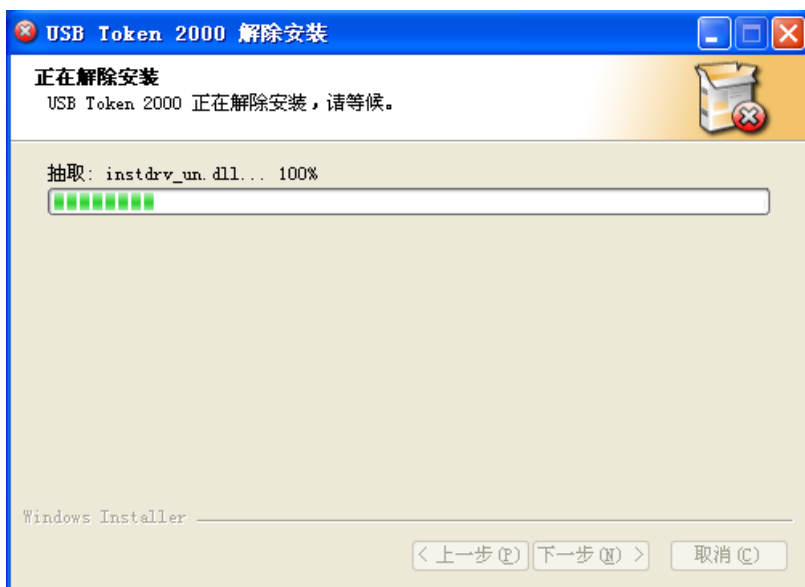 USB Token 2000 解除安装
正在解除安装
USB Token 2000 正在解除安装，请等候。
抽取: instdrv_un.dll... 100%
Windows Installer
< 上一步(P) 下一步(N) > 取消(C)